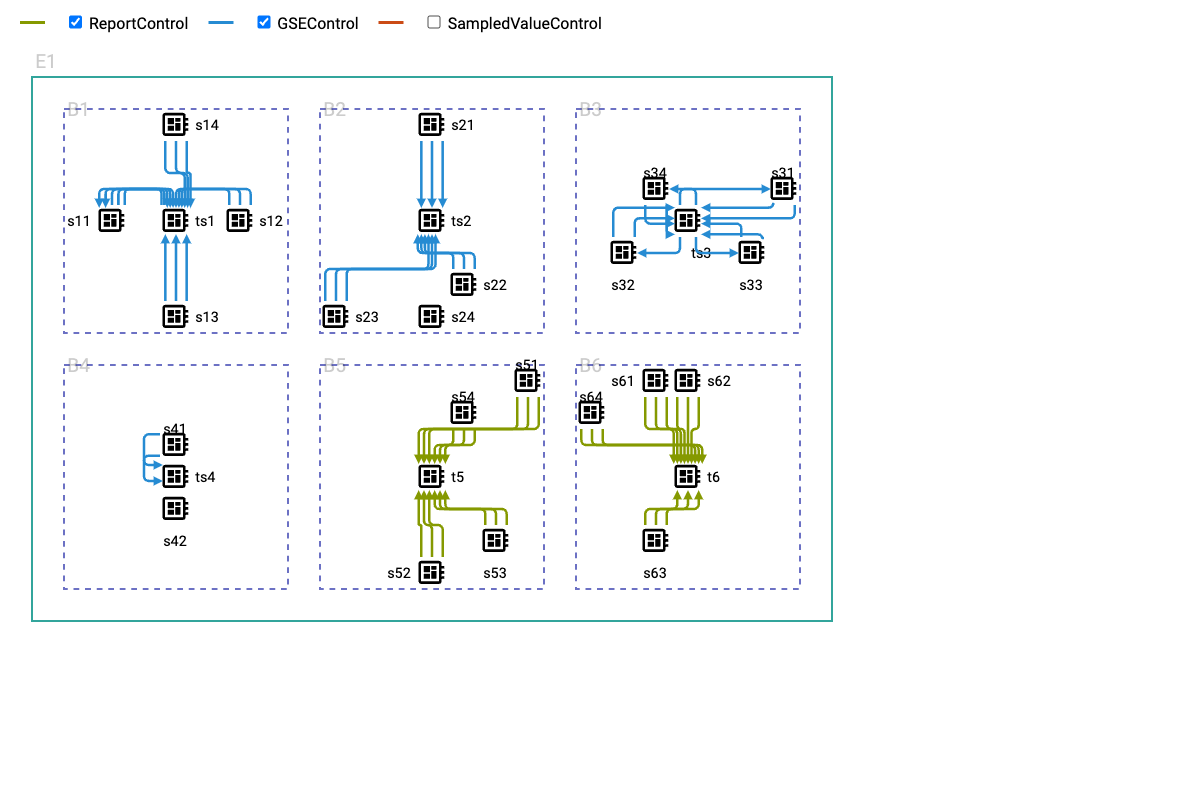 ReportControl GSEControl SampledValueControl
E1
B1 B2 B3
s14 s21
s34 s31
s11 ts1 s12 ts2
ts3
s32 s33
s22
s13 s23 s24
B4 B5 B6
s51
s61 s62
s54 s64
s41
ts4 t5 t6
s42
s52 s53 s63